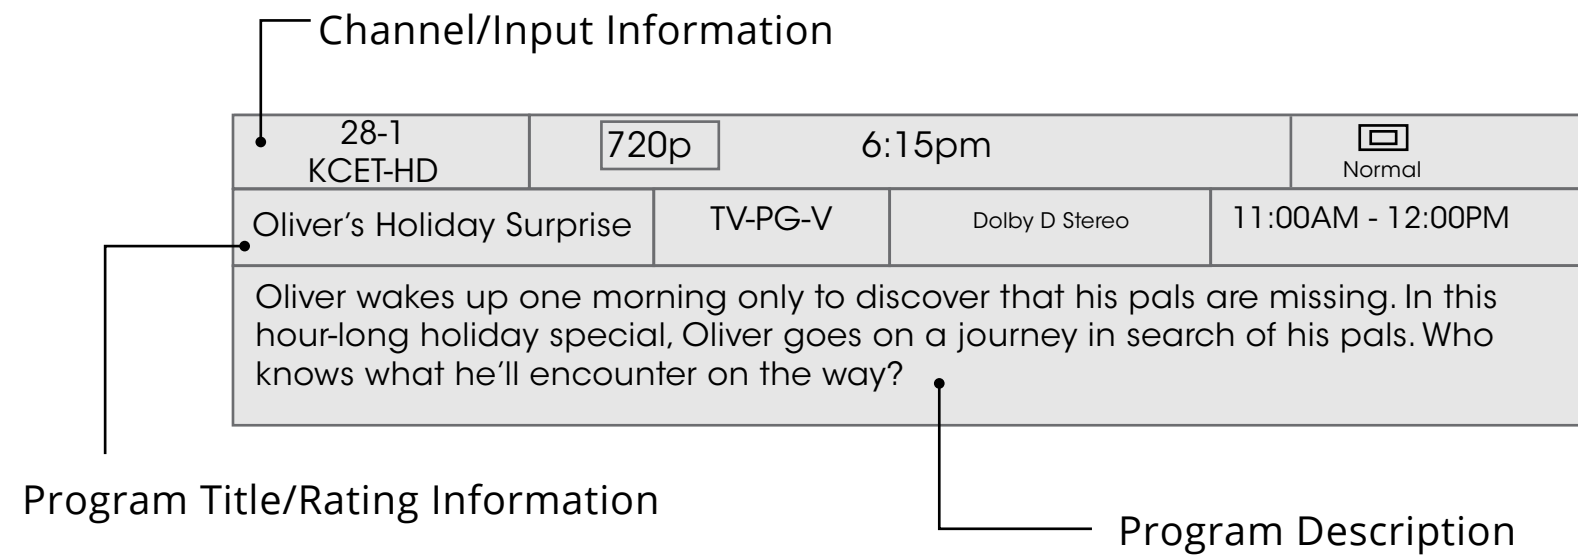 Channel/Input Information
28-1
KCET-HD
720p
6:15pm
Normal
Oliver’s Holiday Surprise
TV-PG-V
Dolby D Stereo
11:00AM - 12:00PM
Oliver wakes up one morning only to discover that his pals are missing. In this
hour-long holiday special, Oliver goes on a journey in search of his pals. Who
knows what he’ll encounter on the way?
Program Title/Rating Information
Program Description